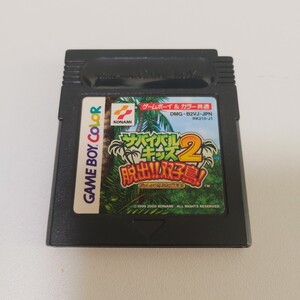 ゲームボーイ&カラー共通
DMG-B2VJ-JPN
KONAMI
GAME BOY COLOR
サバイバルキッズ2
脱出!!双子島!